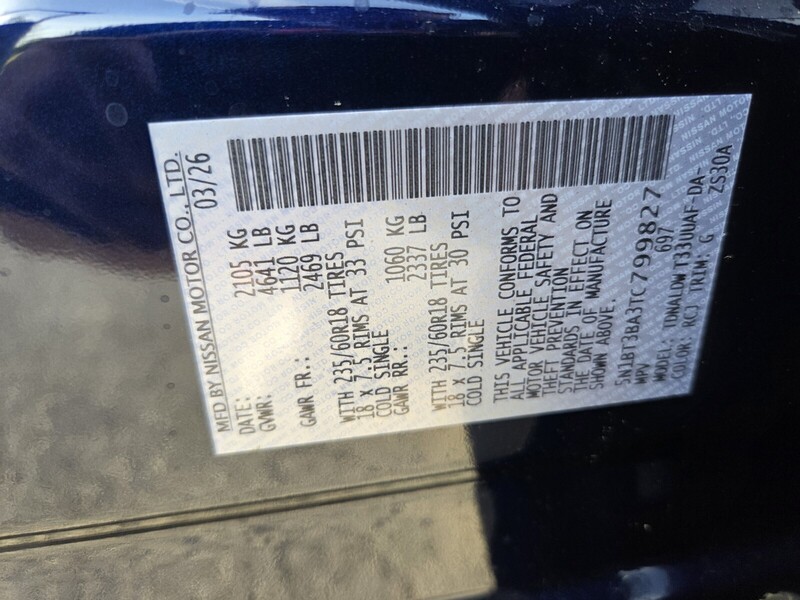 MFD BY NISSAN MOTOR CO., LTD.
DATE: 03/26
GVWR: 2105 KG
4641 LB
GAWR FR.: 1120 KG
2469 LB
WITH 235/60R18 TIRES
18 X 7.5 RIMS AT 33 PSI
COLD SINGLE
GAWR RR.: 1060 KG
2337 LB
WITH 235/60R18 TIRES
18 X 7.5 RIMS AT 30 PSI
COLD SINGLE
THIS VEHICLE CONFORMS TO
ALL APPLICABLE FEDERAL
MOTOR VEHICLE SAFETY AND
THEFT PREVENTION
STANDARDS IN EFFECT ON
THE DATE OF MANUFACTURE
SHOWN ABOVE.
5N1BT3BA3TC799827
MPV 697
MODEL: TDNALDW T33UUAF-DA-
COLOR: RCJ TRIM: G ZS30A